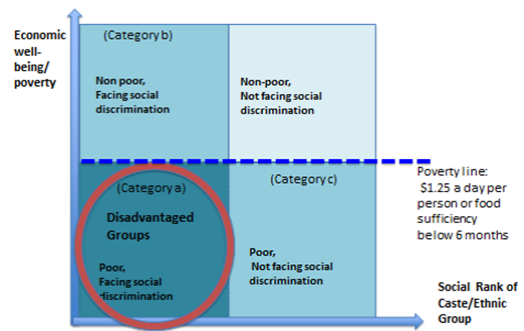 Economic
well-
being/
poverty
(Category b)
Non poor,
Facing social
discrimination
Non-poor,
Not facing social
discrimination
(Category a)
Disadvantaged
Groups
Poor,
Facing social
discrimination
(Category c)
Poor,
Not facing social
discrimination
Poverty line:
$1.25 a day per
person or food
sufficiency
below 6 months
Social Rank of
Caste/Ethnic
Group